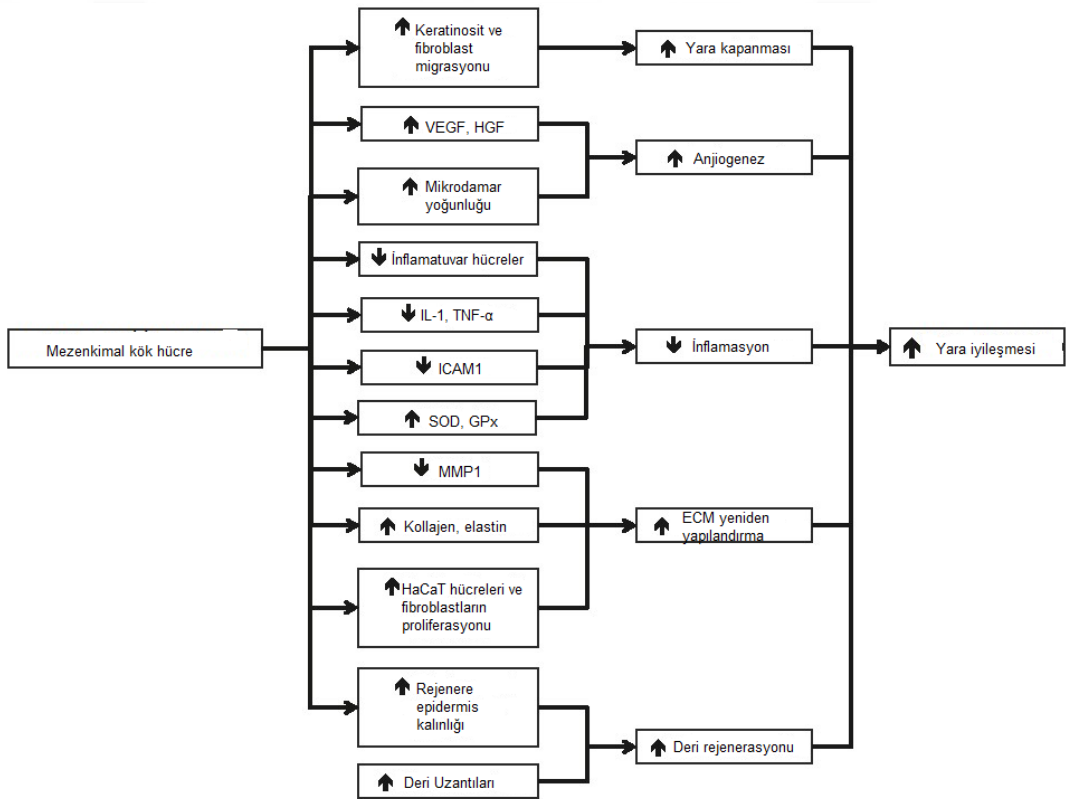 Keratinosit ve
fibroblast
migrasyonu
Yara kapanması
VEGF, HGF
Anjiogenez
Mikrodamar
yoğunluğu
İnflamatuvar hücreler
IL-1, TNF-α
Mezenkimal kök hücre
İnflamasyon
Yara iyileşmesi
ICAM1
SOD, GPx
MMP1
Kollajen, elastin
ECM yeniden
yapılandırma
HaCaT hücreleri ve
fibroblastların
proliferasyonu
Rejenere
epidermis
kalınlığı
Deri rejenerasyonu
Deri Uzantıları